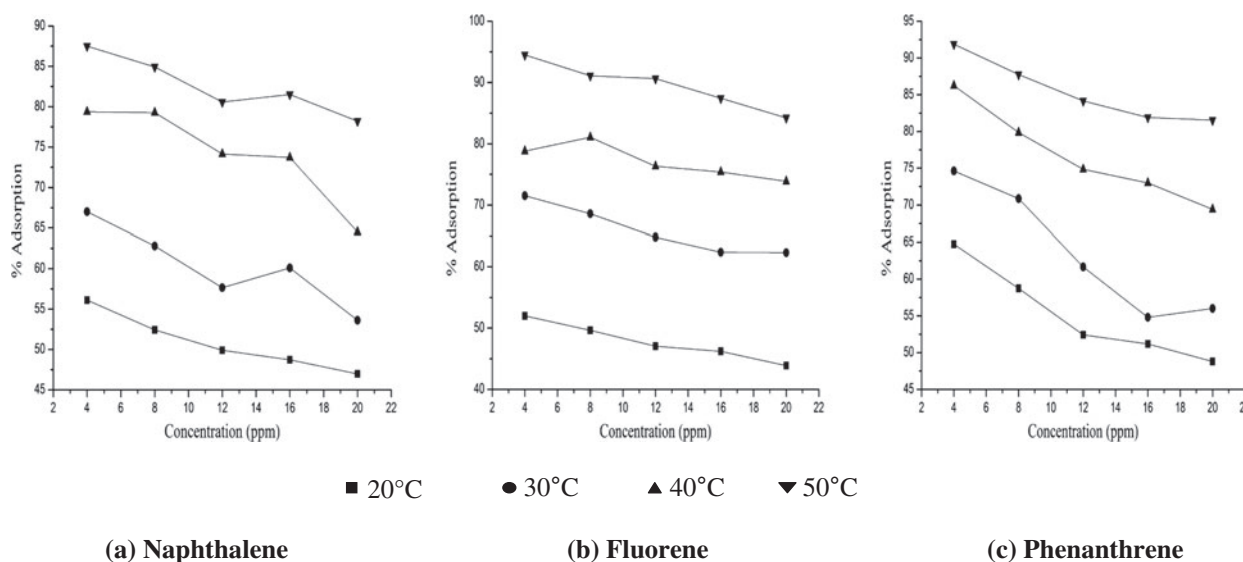 90
85
80
75
70
65
60
55
50
45
% Adsorption
2 4 6 8 10 12 14 16 18 20 22
Concentration (ppm)
100
90
80
70
60
50
40
% Adsorption
2 4 6 8 10 12 14 16 18 20 22
Concentration (ppm)
95
90
85
80
75
70
65
60
55
50
45
% Adsorption
2 4 6 8 10 12 14 16 18 20
Concentration (ppm)
20°C 30°C 40°C 50°C
(a) Naphthalene (b) Fluorene (c) Phenanthrene